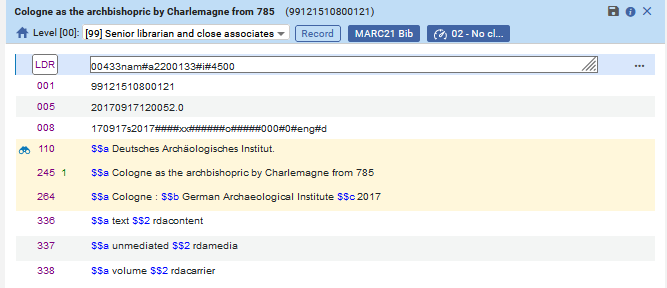 Cologne as the archbishopric by Charlemagne from 785 (99121510800121)
Level [00]: [99] Senior librarian and close associates Record MARC21 Bib 02 - No cl...
LDR 00433nam#a2200133#i#4500 ...
001 99121510800121
005 20170917120052.0
008 170917s2017####xx######o#####000#0#eng#d
110 $$a Deutsches Archäologisches Institut.
245 1 $$a Cologne as the archbishopric by Charlemagne from 785
264 $$a Cologne : $$b German Archaeological Institute $$c 2017
336 $$a text $$2 rdacontent
337 $$a unmediated $$2 rdamedia
338 $$a volume $$2 rdacarrier